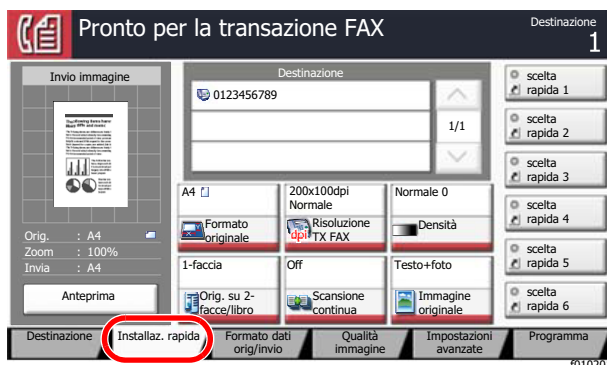 Pronto per la transazione FAX
Destinazione
1
Invio immagine
Orig. : A4
Zoom : 100%
Invia : A4
Anteprima
Destinazione
0123456789
1/1
A4
Formato
originale
200x100dpi
Normale
dpi
Risoluzione
TX FAX
Normale 0
Densità
1-faccia
Orig. su 2-
facce/libro
Off
Scansione
continua
Testo+foto
Immagine
originale
scelta
rapida 1
scelta
rapida 2
scelta
rapida 3
scelta
rapida 4
scelta
rapida 5
scelta
rapida 6
Destinazione
Installaz. rapida
Formato dati
orig/invio
Qualità
immagine
Impostazioni
avanzate
Programma
f01020